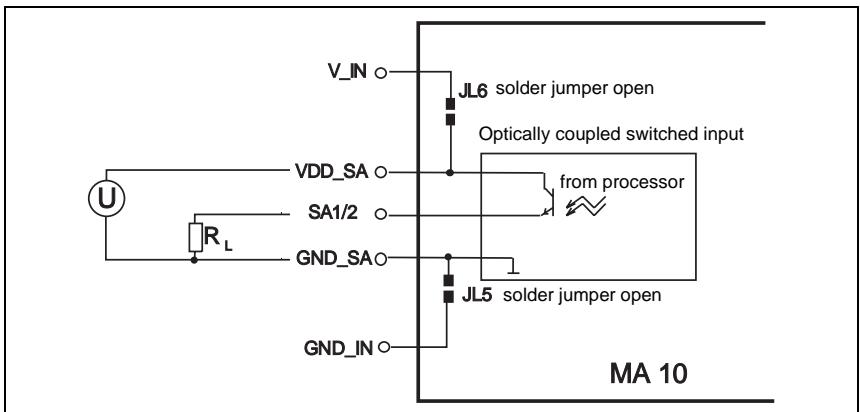 V_IN
JL6 solder jumper open
Optically coupled switched input
VDD_SA
from processor
U
SA1/2
RL
GND_SA
JL5 solder jumper open
GND_IN
MA 10